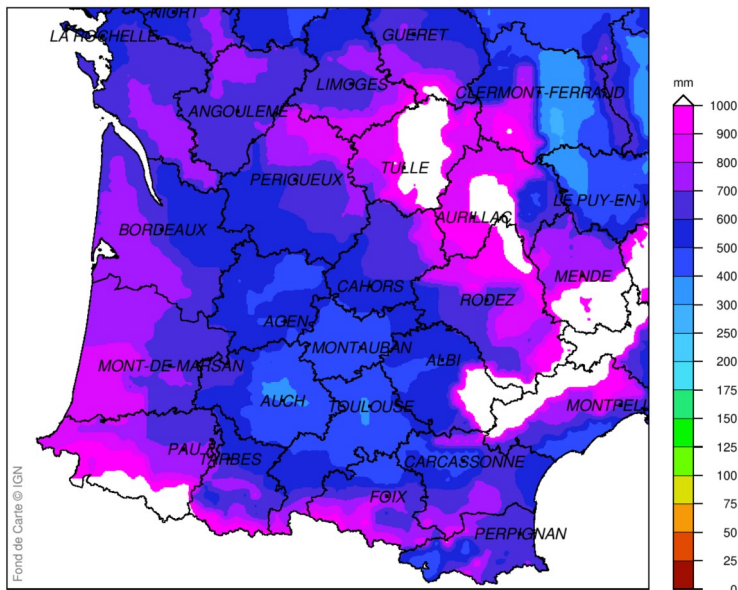 NIORT
LA ROCHELLE
GUERET
LIMOGES
CLERMONT-FERRAND
ANGOULEME
TULLE
PERIGUEUX
LE PUY-EN-V
AURILLAC
BORDEAUX
MENDE
CAHORS
RODEZ
AGEN
MONTAUBAN
ALBI
MONT-DE-MARSAN
AUCH
TOULOUSE
MONTPELL
PAU
TARBES
CARCASSONNE
FOIX
PERPIGNAN
Fond de Carte © IGN
mm
1000
900
800
700
600
500
400
300
200
175
150
125
100
75
50
25
0